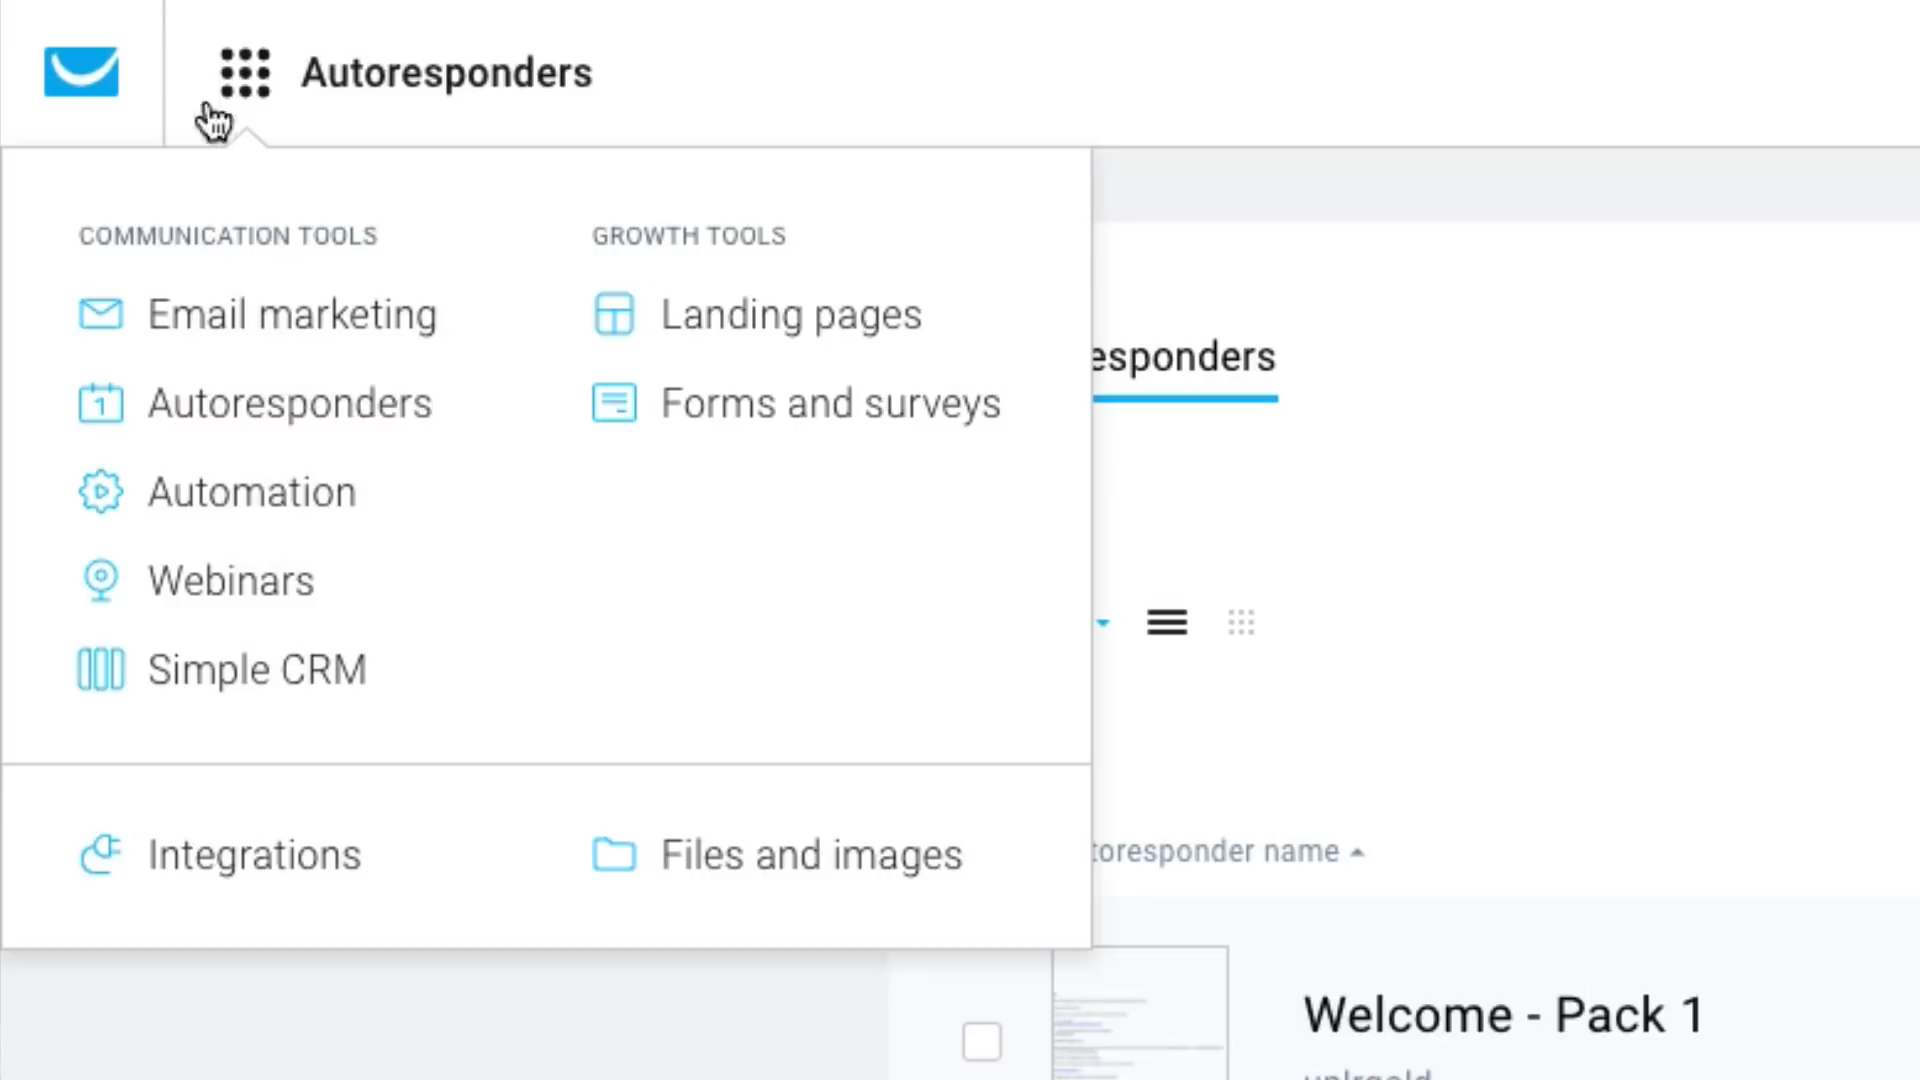 Autoresponders
COMMUNICATION TOOLS
Email marketing
Autoresponders
Automation
Webinars
Simple CRM
GROWTH TOOLS
Landing pages
Forms and surveys
Integrations
Files and images
esponders
toresponder name
Welcome - Pack 1